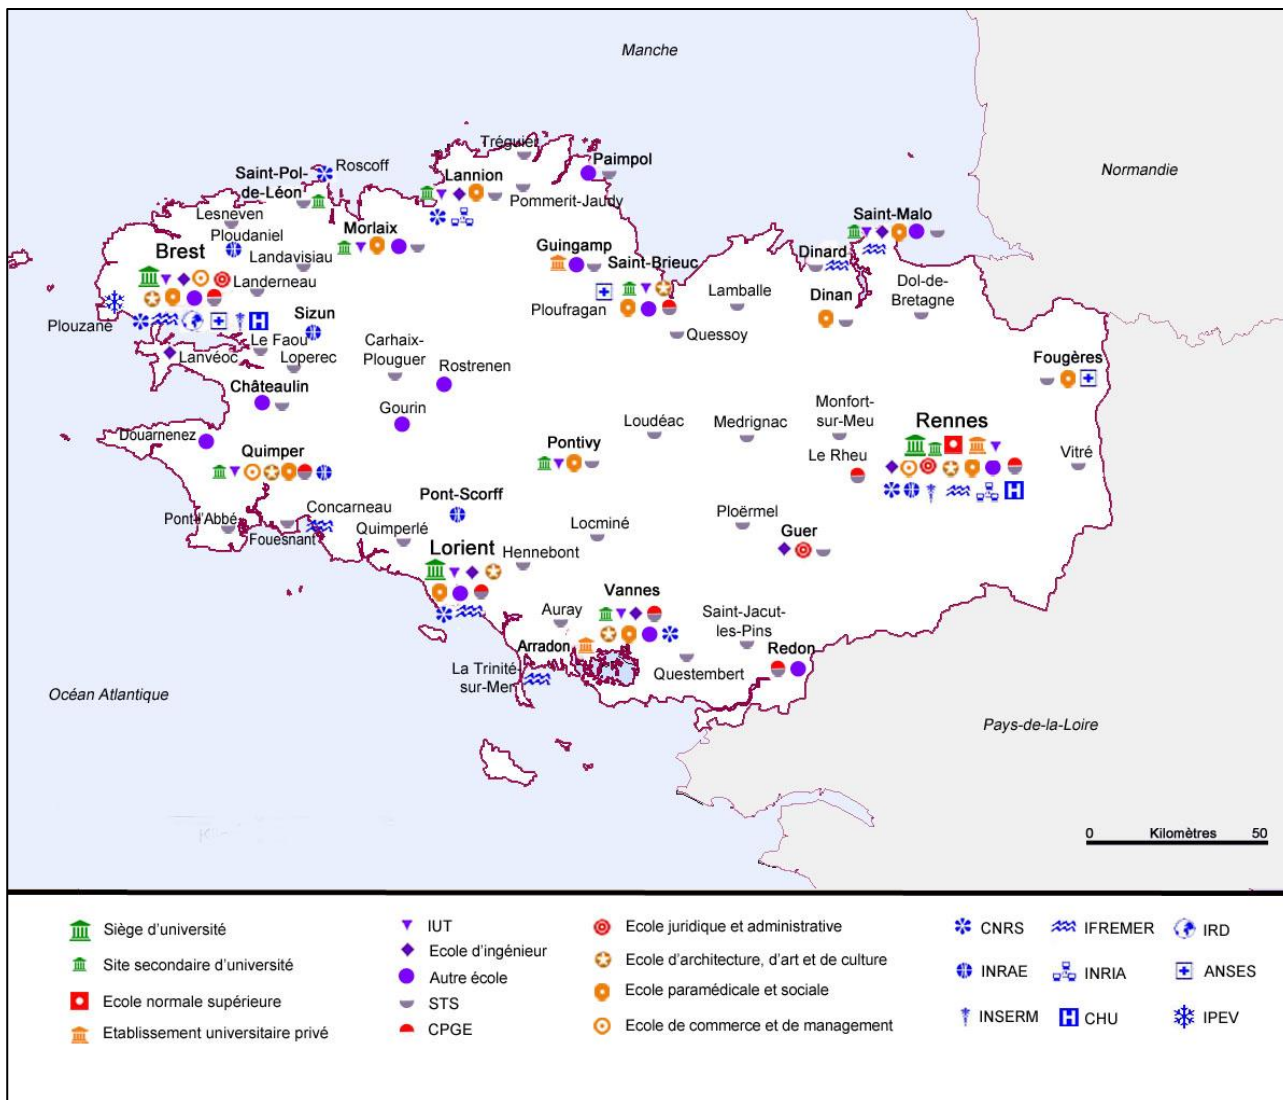 Manche
Normandie
Tréguier
Paimpol
Roscoff
Saint-Pol-
de-Léon
Lannion
Pommerit-Jaudy
Lesneven
Ploudaniel
Morlaix
Saint-Malo
Brest
Landavisiau
Guingamp
Saint-Brieuc
Dinard
Landerneau
Lamballe
Dinan
Dol-de-
Bretagne
Plouzané
Sizun
Ploufragan
Quessoy
Le Faou
Lanvéoc
Loperec
Carhaix-
Plouguer
Rostrenen
Fougères
Châteaulin
Gourin
Loudéac
Medrignac
Monfort-
sur-Meu
Rennes
Douarnenez
Quimper
Pontivy
Le Rheu
Vitré
Pont-Scorff
Concarneau
Pont-l'Abbé
Fouesnant
Quimperlé
Locminé
Ploërmel
Guer
Lorient
Hennebont
Vannes
Auray
Saint-Jacut-
les-Pins
Arradon
Redon
La Trinité
sur-Mer
Questembert
Océan Atlantique
Pays-de-la-Loire
0 Kilomètres 50
Siège d'université
Site secondaire d'université
Ecole normale supérieure
Etablissement universitaire privé
IUT
Ecole d'ingénieur
Autre école
STS
CPGE
Ecole juridique et administrative
Ecole d'architecture, d'art et de culture
Ecole paramédicale et sociale
Ecole de commerce et de management
CNRS
IFREMER
IRD
INRAE
INRIA
ANSES
INSERM
CHU
IPEV